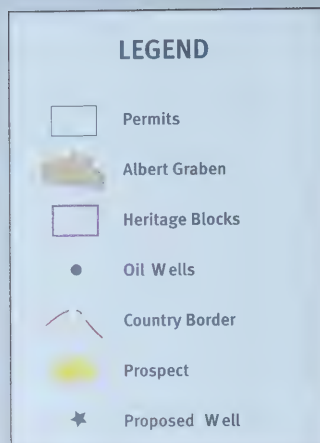 LEGEND
Permits
Albert Graben
Heritage Blocks
Oil Wells
Country Border
Prospect
Proposed Well